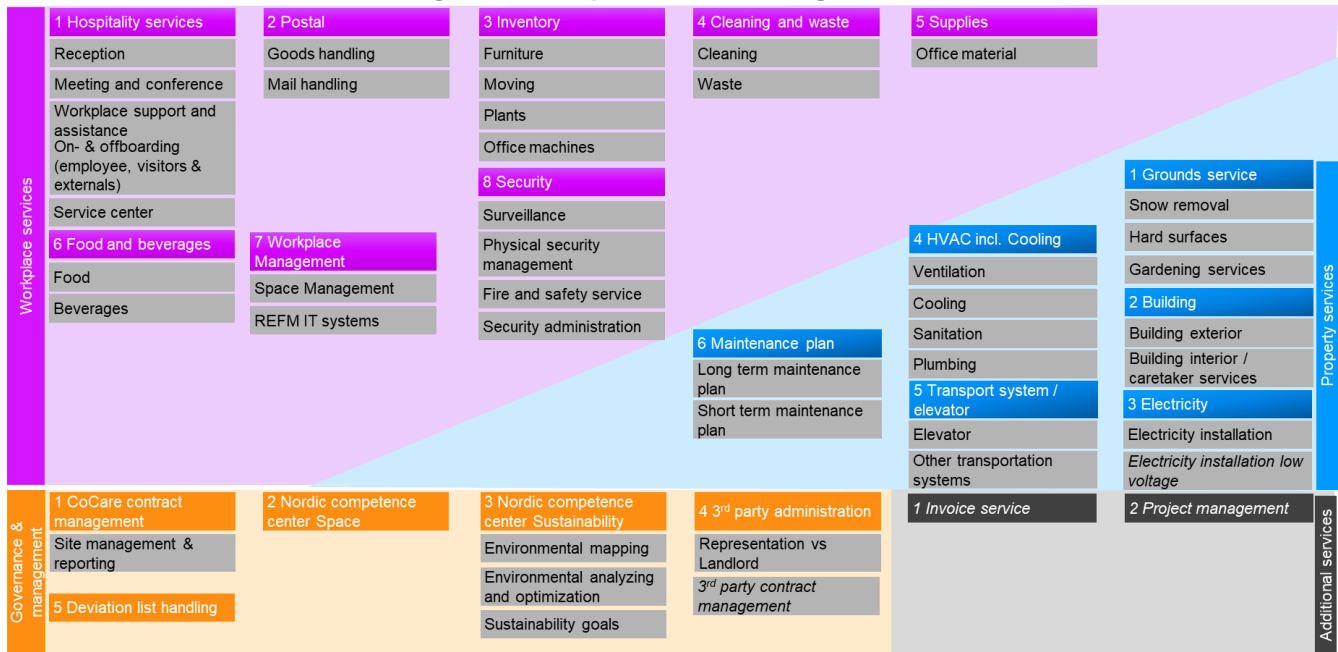 Workplace services
1 Hospitality services
Reception
Meeting and conference
Workplace support and
assistance
On- & offboarding
(employee, visitors &
externals)
Service center
6 Food and beverages
Food
Beverages
2 Postal
Goods handling
Mail handling
7 Workplace
Management
Space Management
REFM IT systems
3 Inventory
Furniture
Moving
Plants
Office machines
8 Security
Surveillance
Physical security
management
Fire and safety service
Security administration
4 Cleaning and waste
Cleaning
Waste
5 Supplies
Office material
Property services
6 Maintenance plan
Long term maintenance
plan
Short term maintenance
plan
4 HVAC incl. Cooling
Ventilation
Cooling
Sanitation
Plumbing
5 Transport system /
elevator
Elevator
Other transportation
systems
1 Grounds service
Snow removal
Hard surfaces
Gardening services
2 Building
Building exterior
Building interior /
caretaker services
3 Electricity
Electricity installation
Electricity installation low
voltage
Governance &
management
1 CoCare contract
management
Site management &
reporting
5 Deviation list handling
2 Nordic competence
center Space
3 Nordic competence
center Sustainability
Environmental mapping
Environmental analyzing
and optimization
Sustainability goals
4 3rd party administration
Representation vs
Landlord
3rd party contract
management
1 Invoice service
2 Project management
Additional services